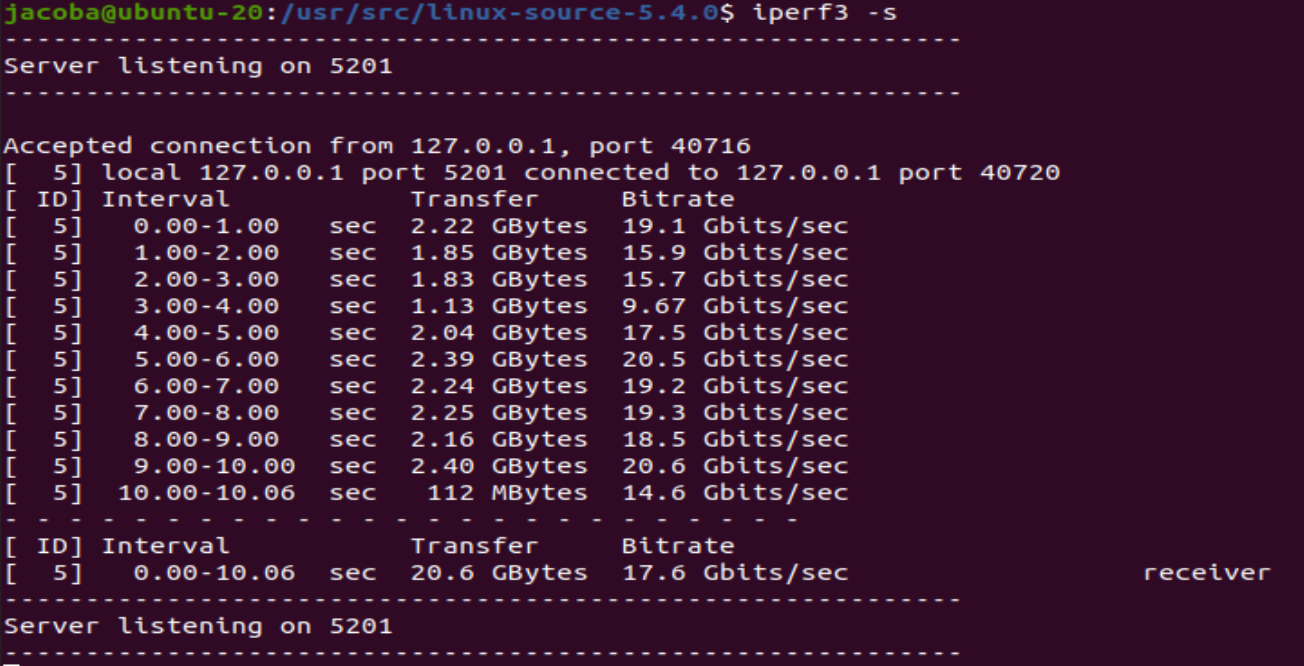 jacoba@ubuntu-20:/usr/src/linux-source-5.4.0$ iperf3 -s
-----------------------------------------------------------
Server listening on 5201
-----------------------------------------------------------
Accepted connection from 127.0.0.1, port 40716
[  5] local 127.0.0.1 port 5201 connected to 127.0.0.1 port 40720
[ ID] Interval           Transfer     Bitrate
[  5]   0.00-1.00   sec  2.22 GBytes  19.1 Gbits/sec
[  5]   1.00-2.00   sec  1.85 GBytes  15.9 Gbits/sec
[  5]   2.00-3.00   sec  1.83 GBytes  15.7 Gbits/sec
[  5]   3.00-4.00   sec  1.13 GBytes  9.67 Gbits/sec
[  5]   4.00-5.00   sec  2.04 GBytes  17.5 Gbits/sec
[  5]   5.00-6.00   sec  2.39 GBytes  20.5 Gbits/sec
[  5]   6.00-7.00   sec  2.24 GBytes  19.2 Gbits/sec
[  5]   7.00-8.00   sec  2.25 GBytes  19.3 Gbits/sec
[  5]   8.00-9.00   sec  2.16 GBytes  18.5 Gbits/sec
[  5]   9.00-10.00  sec  2.40 GBytes  20.6 Gbits/sec
[  5]  10.00-10.06  sec   112 MBytes  14.6 Gbits/sec
- - - - - - - - - - - - - - - - - - - - - - - - -
[ ID] Interval           Transfer     Bitrate
[  5]   0.00-10.06  sec  20.6 GBytes  17.6 Gbits/sec                  receiver
-----------------------------------------------------------
Server listening on 5201
-----------------------------------------------------------